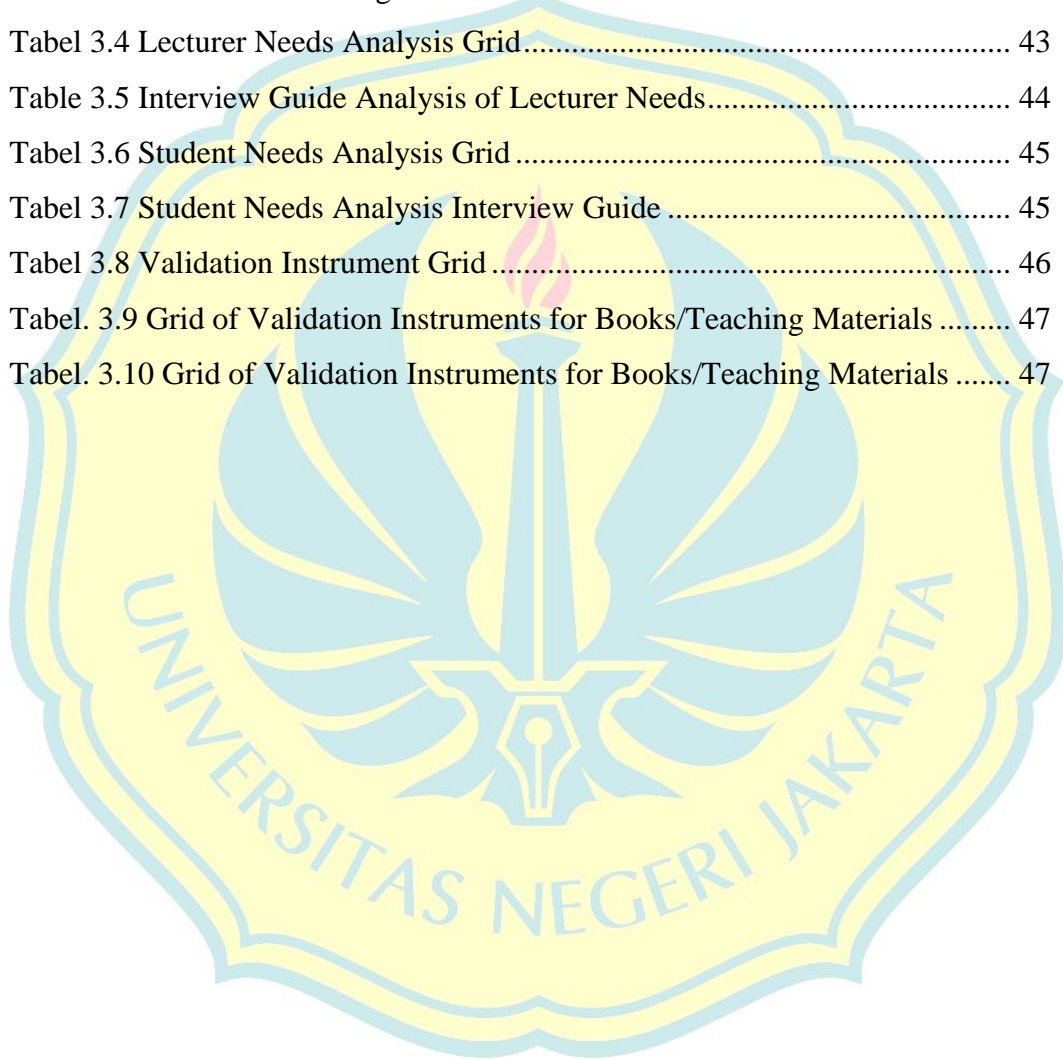 Tabel 3.4 Lecturer Needs Analysis Grid.......................................................................... 43
Table 3.5 Interview Guide Analysis of Lecturer Needs.............................................. 44
Tabel 3.6 Student Needs Analysis Grid........................................................................... 45
Tabel 3.7 Student Needs Analysis Interview Guide .................................................... 45
Tabel 3.8 Validation Instrument Grid............................................................................... 46
Tabel. 3.9 Grid of Validation Instruments for Books/Teaching Materials ......... 47
Tabel. 3.10 Grid of Validation Instruments for Books/Teaching Materials ....... 47
UNIVERSITAS NEGERI JAKARTA